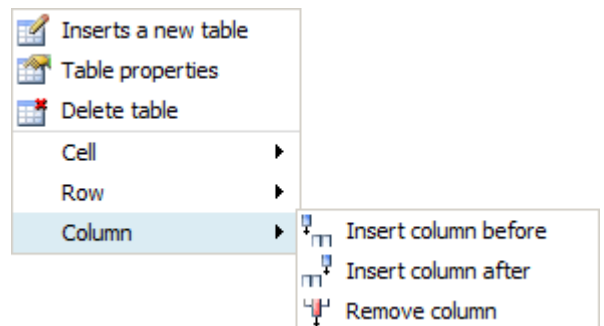 Inserts a new table
Table properties
Delete table
Cell
Row
Column
Insert column before
Insert column after
Remove column